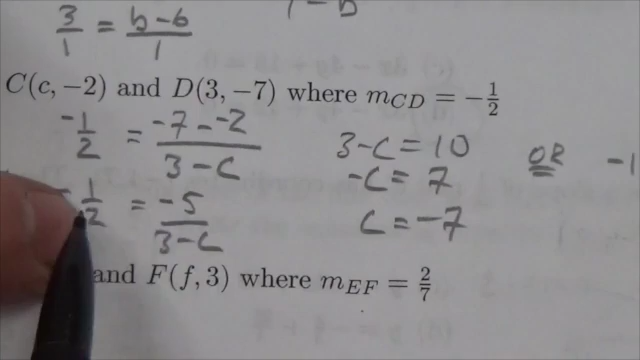 3/1 = b-6/1
C(c, −2) and D(3, −7) where m_CD = −1/2
-1/2 = -7--2/3-c 3-c=10 OR -1
-1/2 = -5/3-c -c=7
c=-7
and F(f, 3) where m_EF = 2/7